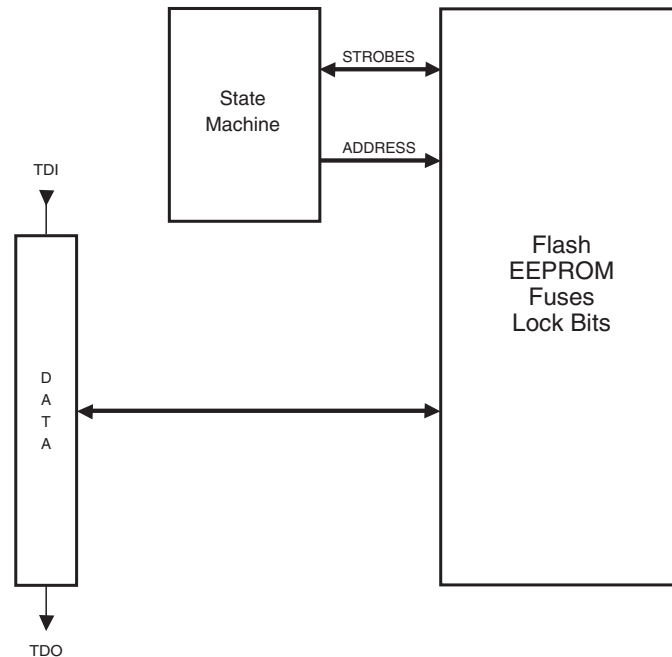 STROBES
State
Machine
ADDRESS
TDI
Flash
EEPROM
Fuses
Lock Bits
D
A
T
A
TDO